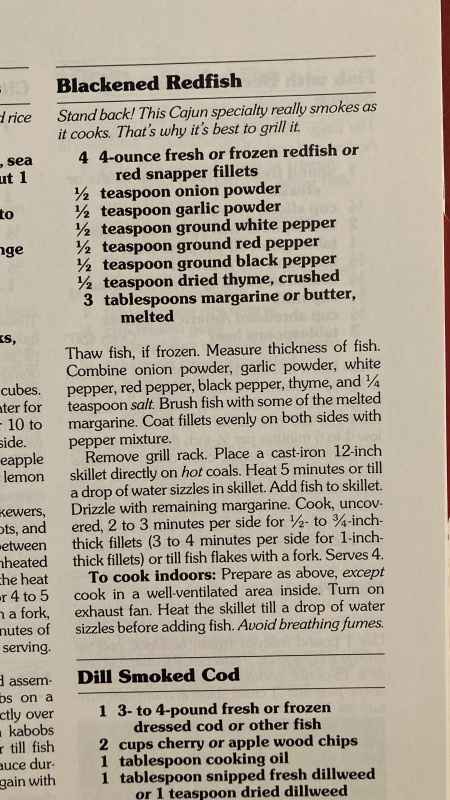 d rice
, sea
ut 1
to
nge
ks,
cubes.
ater for
10 to
side.
eapple
lemon
kewers,
ots, and
between
nheated
the heat
or 4 to 5
n a fork,
nutes of
serving.
d assem-
bs on a
ctly over
kabobs
r till fish
auce dur-
gain with
Blackened Redfish
Stand back! This Cajun specialty really smokes as
it cooks. That's why it's best to grill it.
4 4-ounce fresh or frozen redfish or
red snapper fillets
½ teaspoon onion powder
½ teaspoon garlic powder
½ teaspoon ground white pepper
½ teaspoon ground red pepper
½ teaspoon ground black pepper
½ teaspoon dried thyme, crushed
3 tablespoons margarine or butter,
melted
Thaw fish, if frozen. Measure thickness of fish.
Combine onion powder, garlic powder, white
pepper, red pepper, black pepper, thyme, and ¼
teaspoon salt. Brush fish with some of the melted
margarine. Coat fillets evenly on both sides with
pepper mixture.
Remove grill rack. Place a cast-iron 12-inch
skillet directly on hot coals. Heat 5 minutes or till
a drop of water sizzles in skillet. Add fish to skillet.
Drizzle with remaining margarine. Cook, uncov-
ered, 2 to 3 minutes per side for ½- to ¾-inch-
thick fillets (3 to 4 minutes per side for 1-inch-
thick fillets) or till fish flakes with a fork. Serves 4.
To cook indoors: Prepare as above, except
cook in a well-ventilated area inside. Turn on
exhaust fan. Heat the skillet till a drop of water
sizzles before adding fish. Avoid breathing fumes.
Dill Smoked Cod
1 3- to 4-pound fresh or frozen
dressed cod or other fish
2 cups cherry or apple wood chips
1 tablespoon cooking oil
1 tablespoon snipped fresh dillweed
or 1 teaspoon dried dillweed